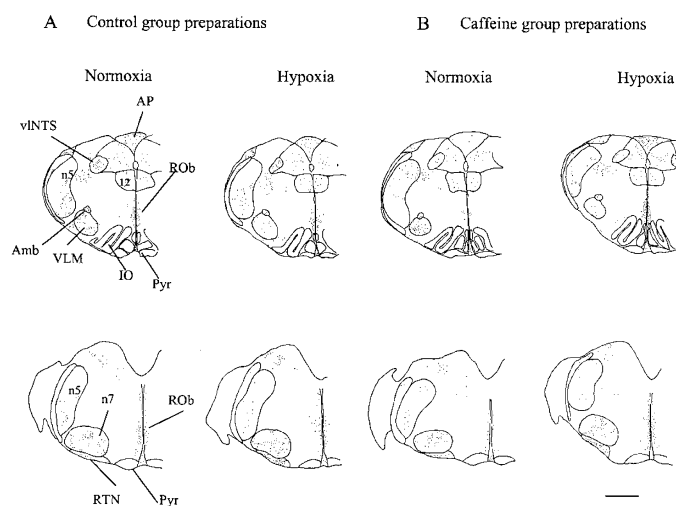 A Control group preparations B Caffeine group preparations
Normoxia Hypoxia Normoxia Hypoxia
AP
vlNTS
n5 12 ROb
Amb VLM IO Pyr
n5 n7 ROb
RTN Pyr